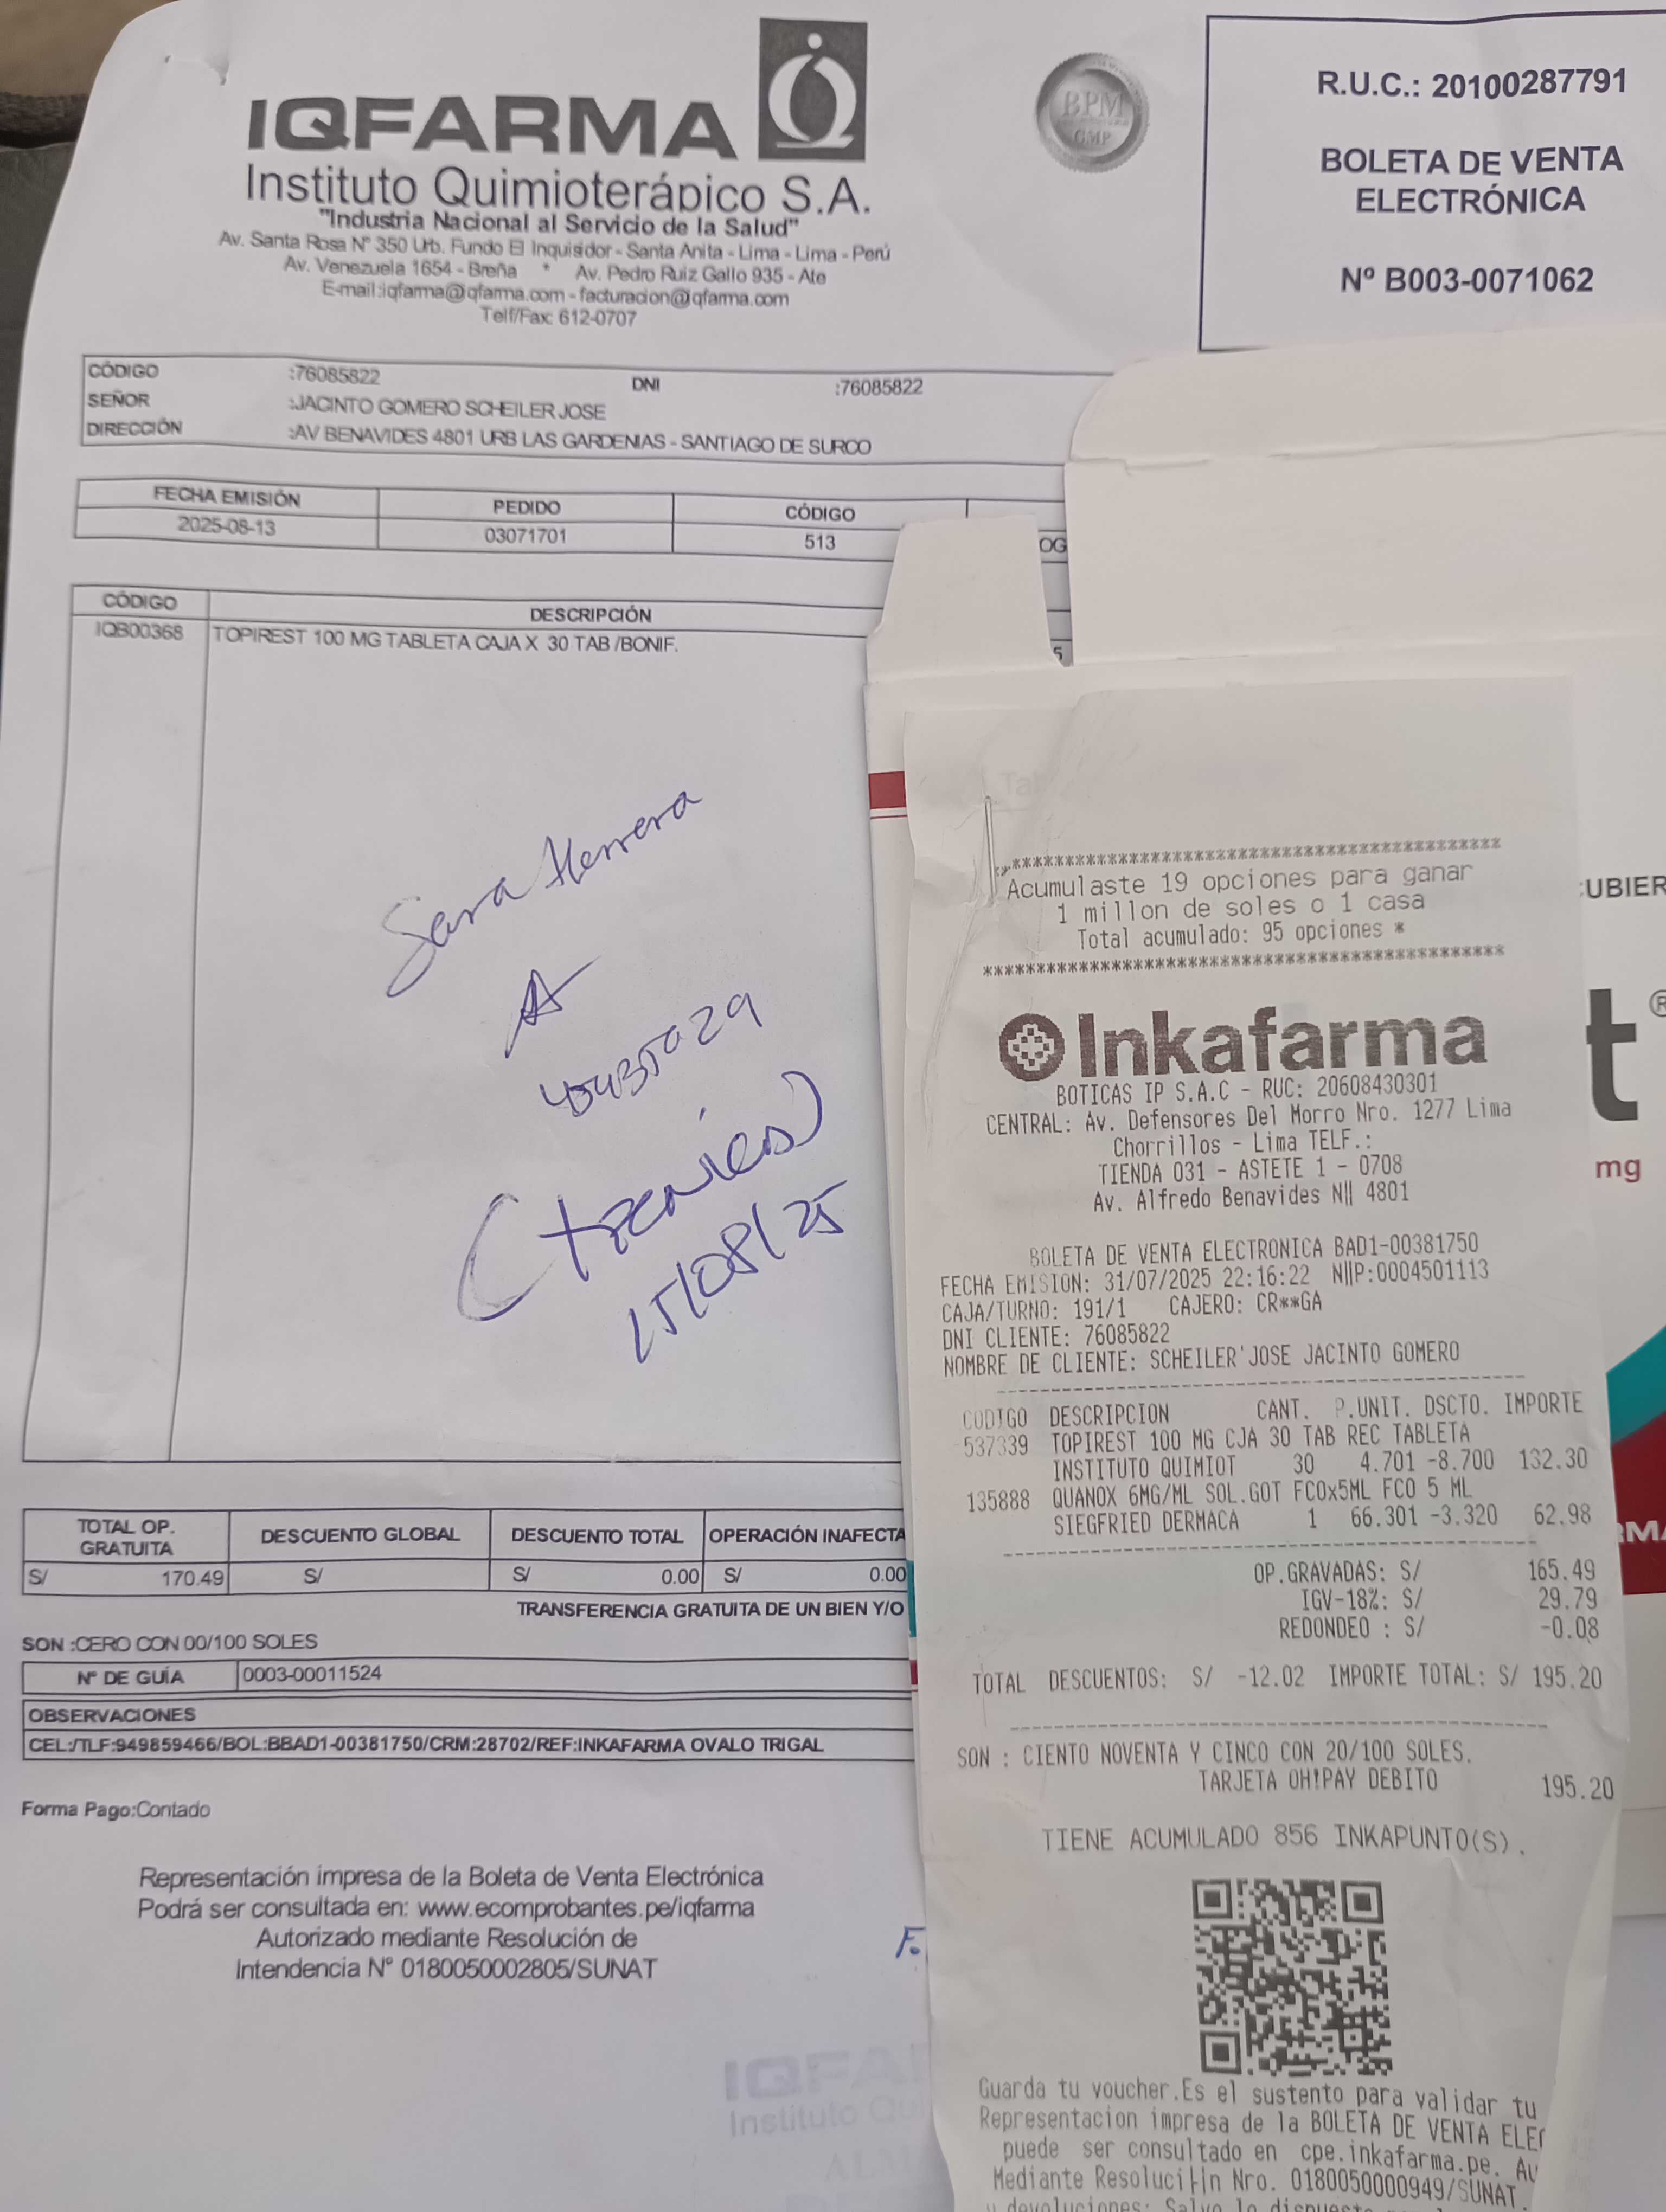 IQFARMA
Instituto Quimioterápico S.A.
"Industria Nacional al Servicio de la Salud"
Av. Santa Rosa N° 350 Urb. Fundo El Inquisidor - Santa Anita - Lima - Lima - Perú
Av. Venezuela 1654 - Breña * Av. Pedro Ruiz Gallo 935 - Ate
E-mail:iqfarma@iqfarma.com - facturacion@iqfarma.com
Telf/Fax: 612-0707
BPM
GMP
R.U.C.: 20100287791
BOLETA DE VENTA
ELECTRÓNICA
Nº B003-0071062
CÓDIGO :76085822 DNI :76085822
SEÑOR :JACINTO GOMERO SCHEILER JOSE
DIRECCIÓN :AV BENAVIDES 4801 URB LAS GARDENIAS - SANTIAGO DE SURCO
FECHA EMISIÓN PEDIDO CÓDIGO
2025-08-13 03071701 513 OG
CÓDIGO DESCRIPCIÓN
IQB00368 TOPIREST 100 MG TABLETA CAJA X 30 TAB /BONIF. 5
Sara Herrera
15/08/25
TOTAL OP. GRATUITA DESCUENTO GLOBAL DESCUENTO TOTAL OPERACIÓN INAFECTA
S/ 170.49 S/ S/ 0.00 S/ 0.00
TRANSFERENCIA GRATUITA DE UN BIEN Y/O
SON :CERO CON 00/100 SOLES
N° DE GUÍA 0003-00011524
OBSERVACIONES
CEL:/TLF:949859466/BOL:BBAD1-00381750/CRM:28702/REF:INKAFARMA OVALO TRIGAL
Forma Pago:Contado
Representación impresa de la Boleta de Venta Electrónica
Podrá ser consultada en: www.ecomprobantes.pe/iqfarma
Autorizado mediante Resolución de
Intendencia N° 0180050002805/SUNAT
F.
IQFA
Instituto Qu
Acumulaste 19 opciones para ganar
1 millon de soles o 1 casa
Total acumulado: 95 opciones *
Inkafarma
BOTICAS IP S.A.C - RUC: 20608430301
CENTRAL: Av. Defensores Del Morro Nro. 1277 Lima
Chorrillos - Lima TELF.:
TIENDA 031 - ASTETE 1 - 0708
Av. Alfredo Benavides N|| 4801
BOLETA DE VENTA ELECTRONICA BAD1-00381750
FECHA EMISION: 31/07/2025 22:16:22 N||P:0004501113
CAJA/TURNO: 191/1 CAJERO: CR**GA
DNI CLIENTE: 76085822
NOMBRE DE CLIENTE: SCHEILER'JOSE JACINTO GOMERO
CODIGO DESCRIPCION CANT. P.UNIT. DSCTO. IMPORTE
537339 TOPIREST 100 MG CJA 30 TAB REC TABLETA
INSTITUTO QUIMIOT 30 4.701 -8.700 132.30
135888 QUANOX 6MG/ML SOL.GOT FCOx5ML FCO 5 ML
SIEGFRIED DERMACA 1 66.301 -3.320 62.98
OP.GRAVADAS: S/ 165.49
IGV-18%: S/ 29.79
REDONDEO : S/ -0.08
TOTAL DESCUENTOS: S/ -12.02 IMPORTE TOTAL: S/ 195.20
SON : CIENTO NOVENTA Y CINCO CON 20/100 SOLES.
TARJETA OH!PAY DEBITO 195.20
TIENE ACUMULADO 856 INKAPUNTO(S).
Guarda tu voucher.Es el sustento para validar tu
Representacion impresa de la BOLETA DE VENTA ELE
puede ser consultado en cpe.inkafarma.pe. Au
Mediante Resoluci|-|n Nro. 0180050000949/SUNAT.
UBIER
t®
mg